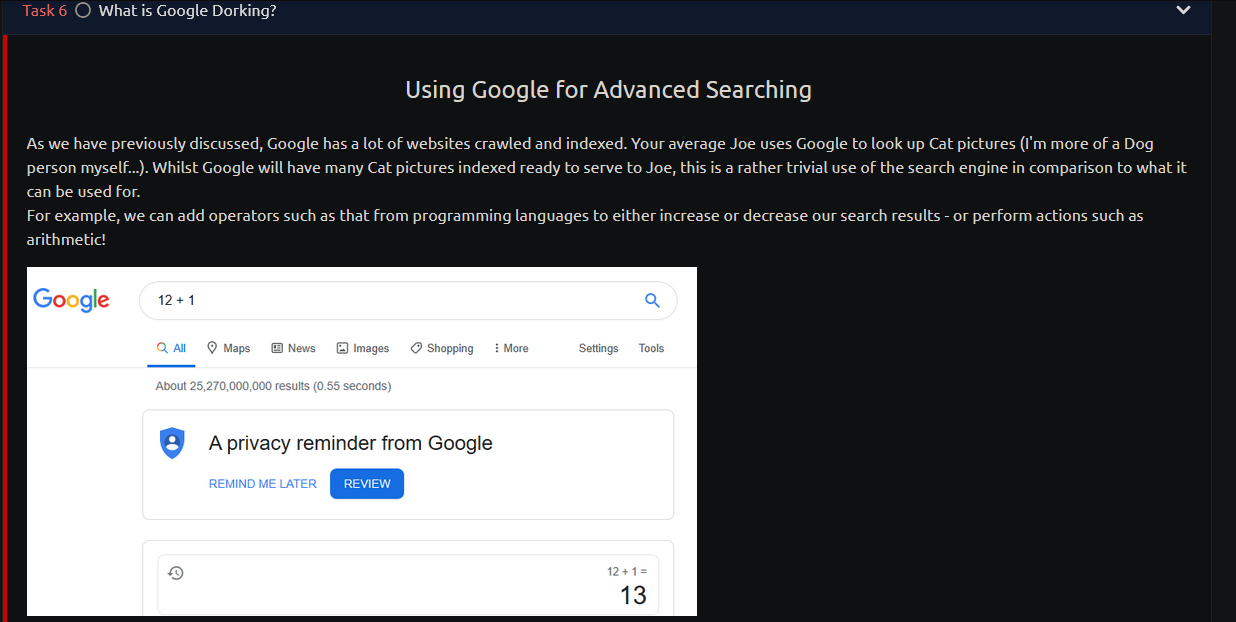 Task 6 What is Google Dorking?
Using Google for Advanced Searching
As we have previously discussed, Google has a lot of websites crawled and indexed. Your average Joe uses Google to look up Cat pictures (I'm more of a Dog
person myself...). Whilst Google will have many Cat pictures indexed ready to serve to Joe, this is a rather trivial use of the search engine in comparison to what it
can be used for.
For example, we can add operators such as that from programming languages to either increase or decrease our search results - or perform actions such as
arithmetic!
Google 12 + 1
All Maps News Images Shopping More Settings Tools
About 25,270,000,000 results (0.55 seconds)
A privacy reminder from Google
REMIND ME LATER REVIEW
12 + 1 =
13